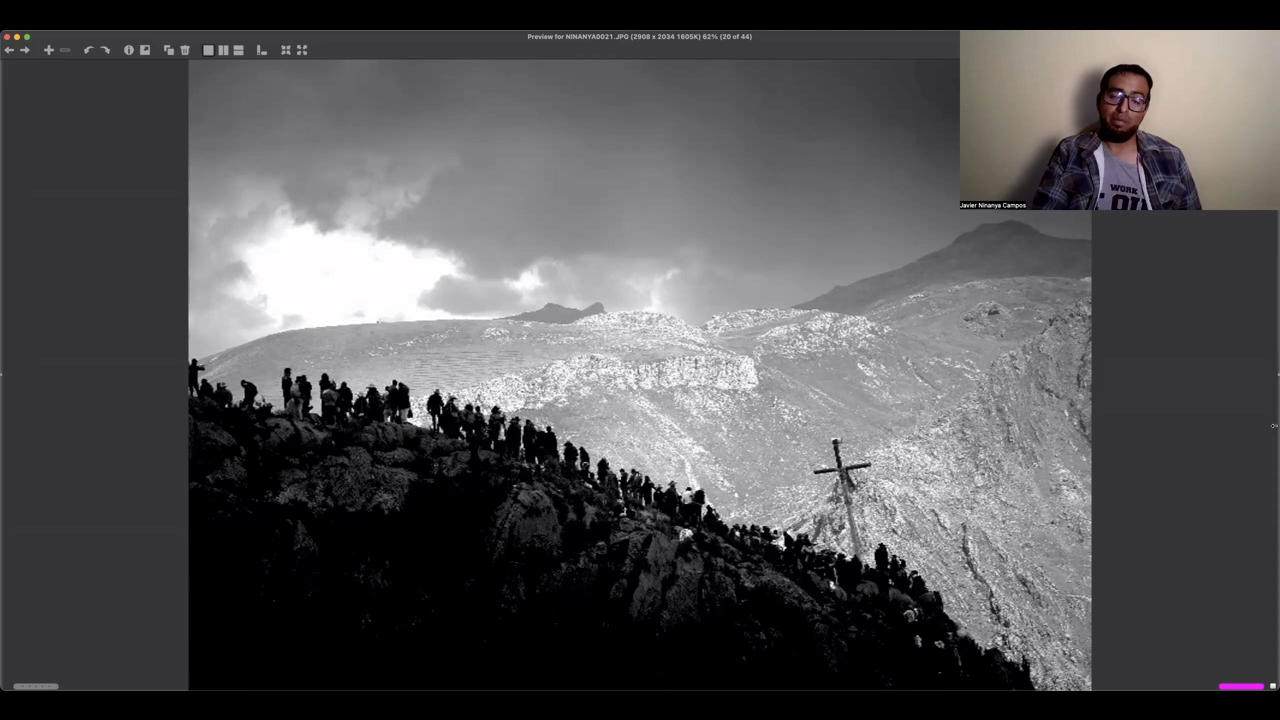 Preview for NINANYA0021.JPG (2908 x 2034 1605K) 62% (20 of 44)
WORK
Javier Ninanya Campos